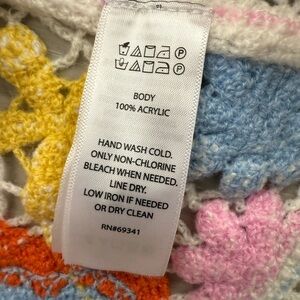 BODY
100% ACRYLIC
HAND WASH COLD.
ONLY NON-CHLORINE
BLEACH WHEN NEEDED.
LINE DRY.
LOW IRON IF NEEDED
OR DRY CLEAN
RN#69341